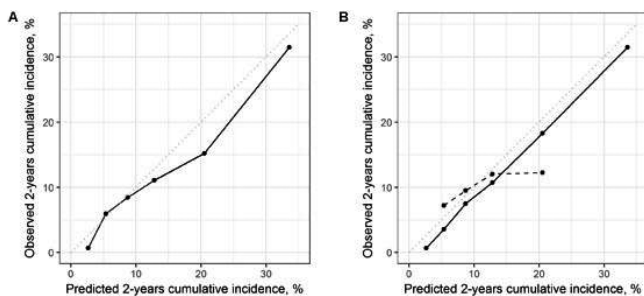 A
Observed 2-years cumulative incidence, %
30
20
10
0
0
10
20
30
Predicted 2-years cumulative incidence, %
B
Observed 2-years cumulative incidence, %
30
20
10
0
0
10
20
30
Predicted 2-years cumulative incidence, %